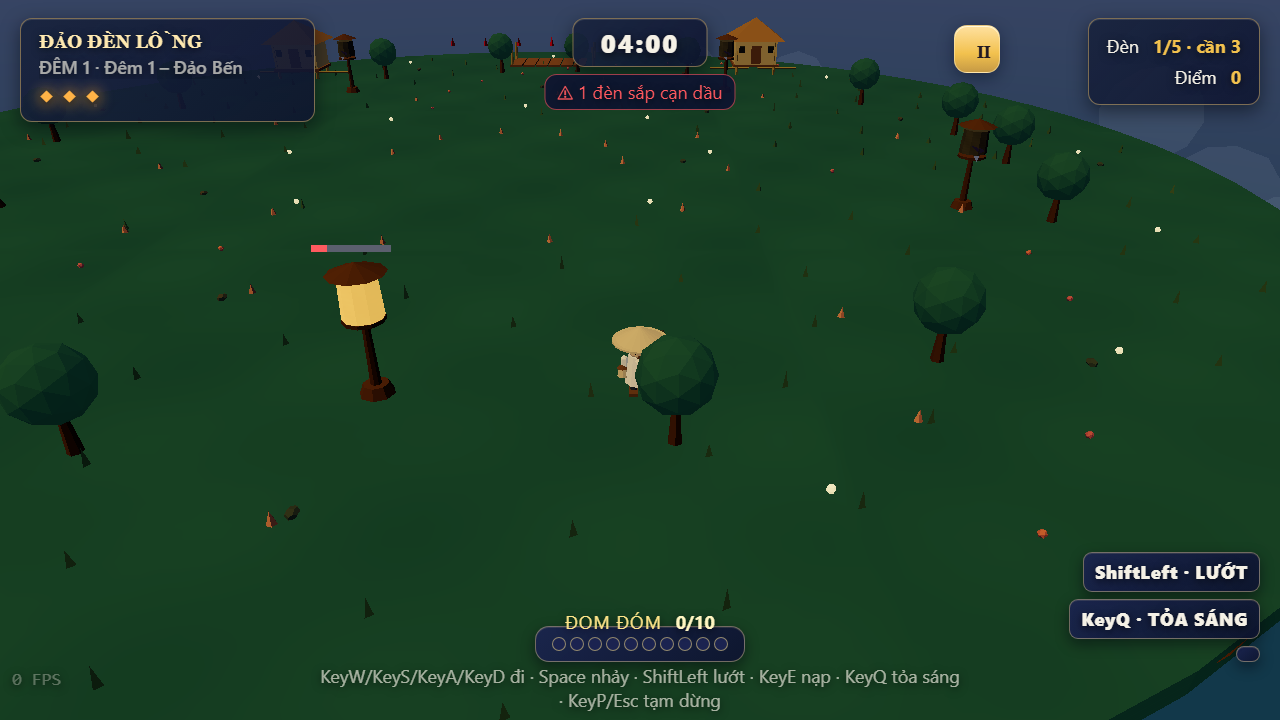 ĐẢO ĐÈN LỒNG
ĐÊM 1 · Đêm 1 – Đảo Bến
04:00
⚠ 1 đèn sắp cạn dầu
II
Đèn 1/5 · cần 3
Điểm 0
ShiftLeft · LƯỚT
KeyQ · TỎA SÁNG
ĐOM ĐÓM 0/10
0 FPS
KeyW/KeyS/KeyA/KeyD đi · Space nhảy · ShiftLeft lướt · KeyE nạp · KeyQ tỏa sáng
· KeyP/Esc tạm dừng